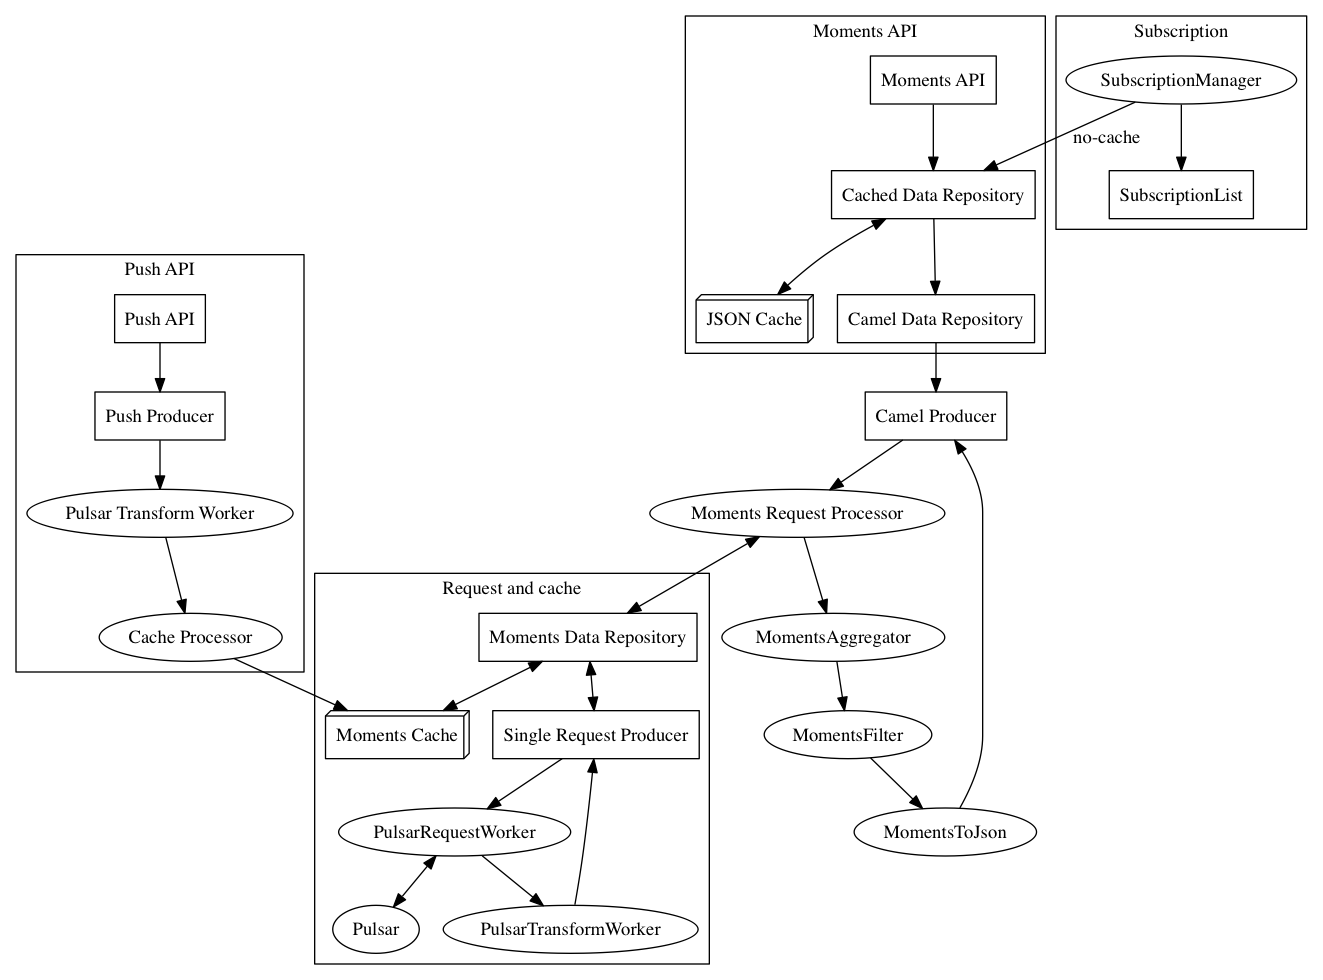 Moments API
Subscription
Moments API
SubscriptionManager
no-cache
Cached Data Repository
SubscriptionList
Push API
Push API
JSON Cache
Camel Data Repository
Push Producer
Camel Producer
Pulsar Transform Worker
Moments Request Processor
Request and cache
Cache Processor
Moments Data Repository
MomentsAggregator
Moments Cache
Single Request Producer
MomentsFilter
PulsarRequestWorker
MomentsToJson
Pulsar
PulsarTransformWorker